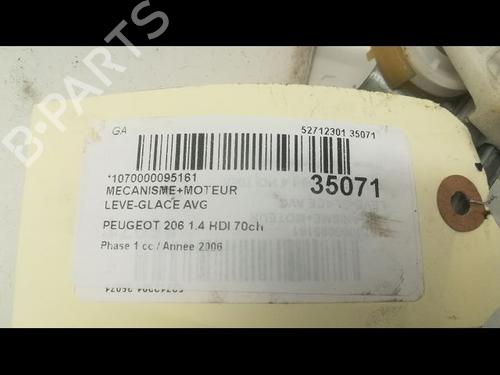 B-PARTS
GA
52712301 35071
*1070000095161
MECANISME+MOTEUR
35071
LEVE-GLACE AVG
PEUGEOT 206 1.4 HDI 70ch
Phase 1 cc / Annee 2006